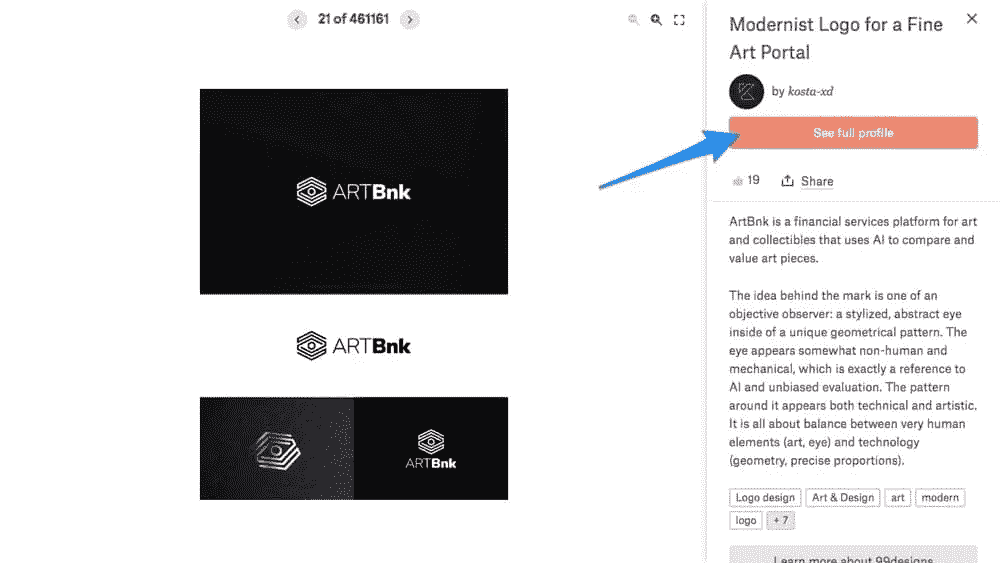 21 of 461161
ARTBnk
ARTBnk
ARTBnk
Modernist Logo for a Fine
Art Portal
by kosta-xd
See full profile
19 Share
ArtBnk is a financial services platform for art
and collectibles that uses AI to compare and
value art pieces.
The idea behind the mark is one of an
objective observer: a stylized, abstract eye
inside of a unique geometrical pattern. The
eye appears somewhat non-human and
mechanical, which is exactly a reference to
AI and unbiased evaluation. The pattern
around it appears both technical and artistic.
It is all about balance between very human
elements (art, eye) and technology
(geometry, precise proportions).
Logo design Art & Design art modern
logo + 7
Learn more about 99designs